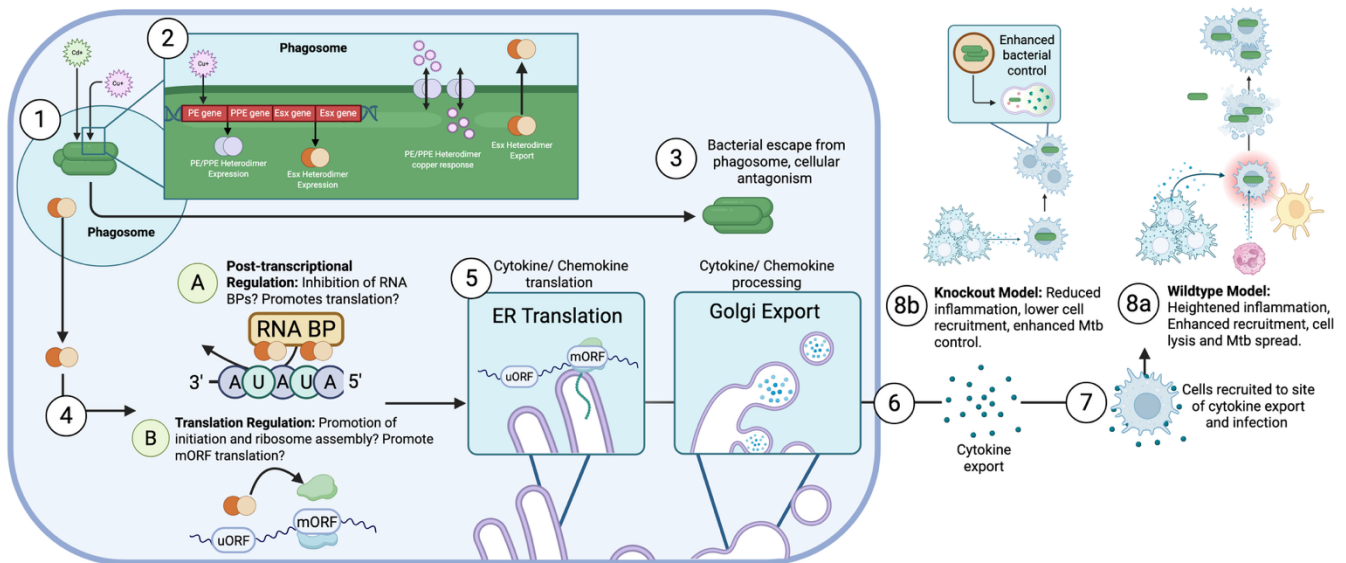 1
Cd+
Cu+
Phagosome
2
Phagosome
Cu+
PE gene
PPE gene
Esx gene
Esx gene
PE/PPE Heterodimer
Expression
Esx Heterodimer
Expression
PE/PPE Heterodimer
copper response
Esx Heterodimer
Export
3
Bacterial escape from
phagosome, cellular
antagonism
4
A
Post-transcriptional
Regulation: Inhibition of RNA
BPs? Promotes translation?
RNA BP
3' A U A U A 5'
B
Translation Regulation: Promotion of
initiation and ribosome assembly? Promote
mORF translation?
uORF
mORF
5
Cytokine/ Chemokine
translation
ER Translation
uORF
mORF
Cytokine/ Chemokine
processing
Golgi Export
6
Cytokine
export
7
Cells recruited to site
of cytokine export
and infection
8b
Knockout Model: Reduced
inflammation, lower cell
recruitment, enhanced Mtb
control.
Enhanced
bacterial
control
8a
Wildtype Model:
Heightened inflammation,
Enhanced recruitment, cell
lysis and Mtb spread.